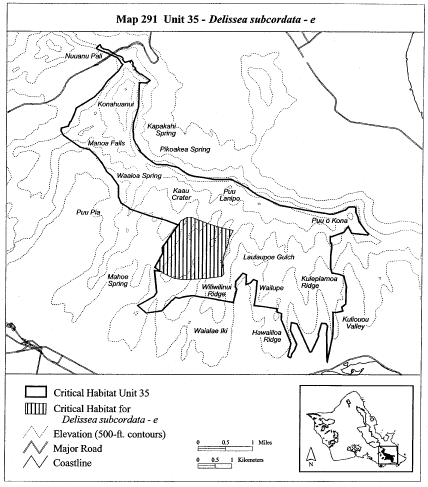 Map 291 Unit 35 - Delissea subcordata - e
Nuuanu Pali
Konahuanui
Kapakahi
Spring
Manoa Falls
Pikoakea Spring
Waaloa Spring
Kaau
Crater
Puu
Lanipo
Puu Pia
Puu o Kona
Laulaupoe Gulch
Mahoe
Spring
Wiliwilinui
Ridge
Wailupe
Kulepiamoa
Ridge
Kuliouou
Valley
Waialae Iki
Hawaiiloa
Ridge
Critical Habitat Unit 35
Critical Habitat for
Delissea subcordata - e
Elevation (500-ft. contours)
Major Road
Coastline
0 0.5 1 Miles
0 0.5 1 Kilometers
N